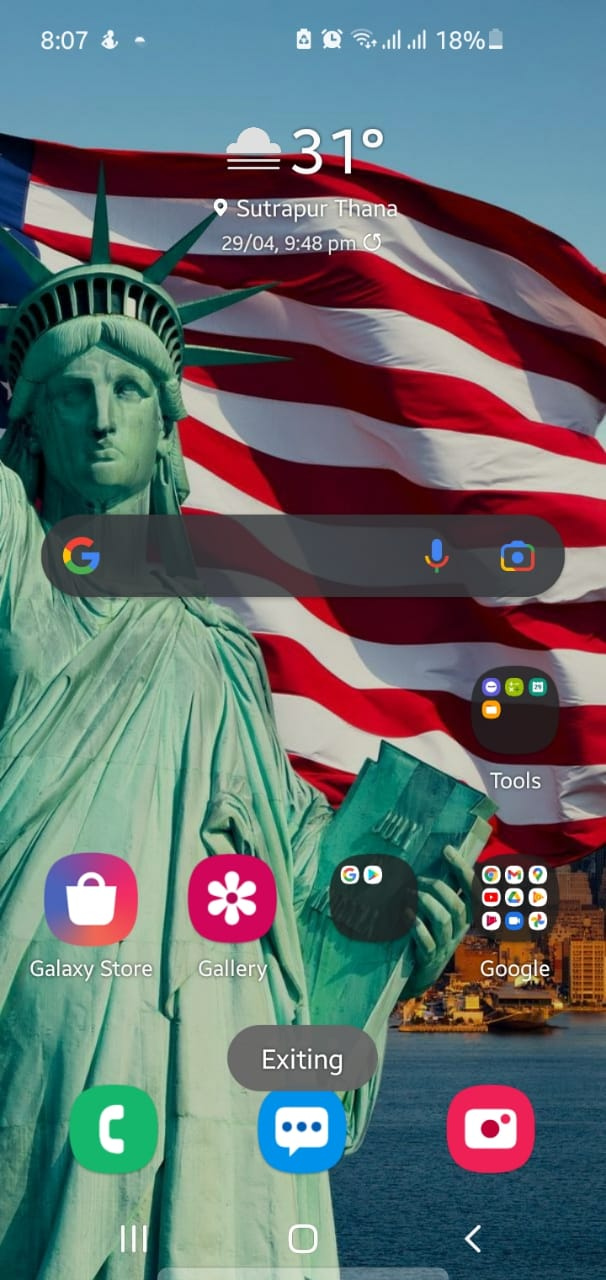 8:07
18%
31°
Sutrapur Thana
29/04, 9:48 pm
Tools
Galaxy Store
Gallery
Google
Exiting